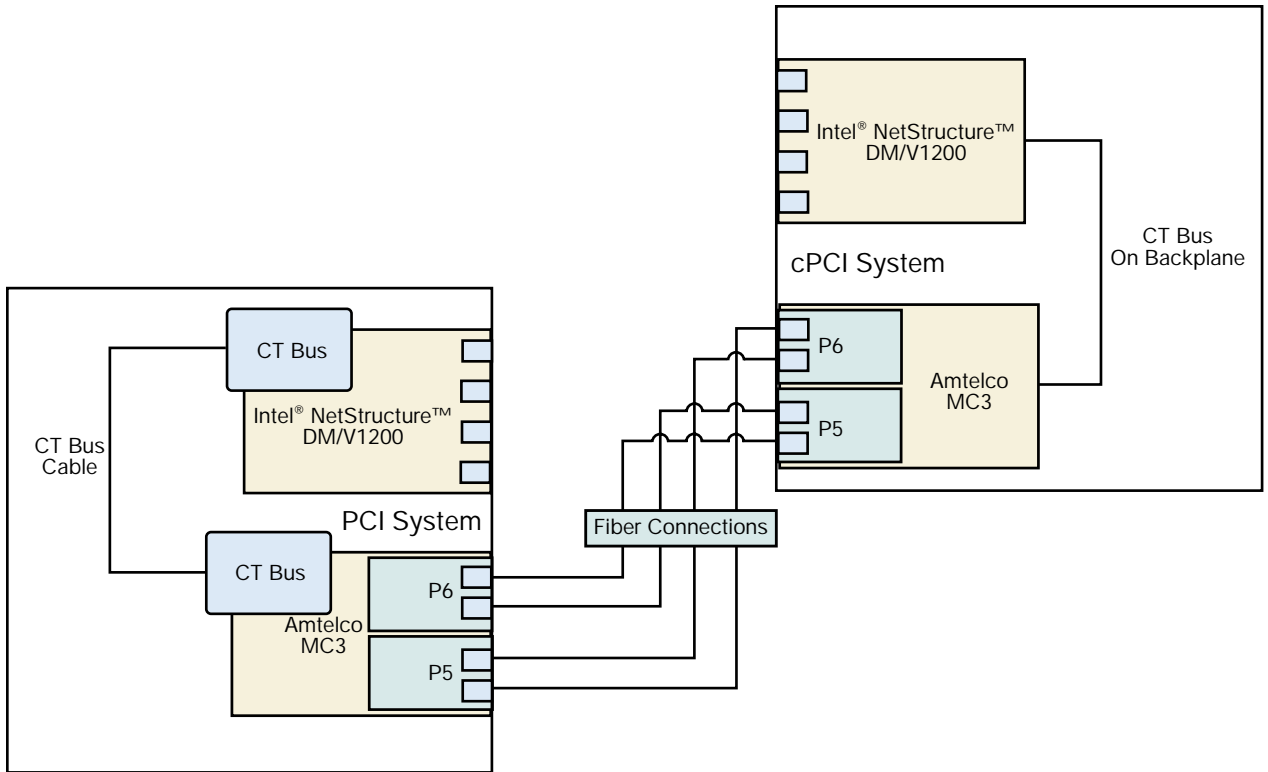 Intel® NetStructure™
DM/V1200
CT Bus
On Backplane
cPCI System
P6
Amtelco
MC3
P5
CT Bus
Intel® NetStructure™
DM/V1200
CT Bus
Cable
PCI System
Fiber Connections
CT Bus
P6
Amtelco
MC3
P5